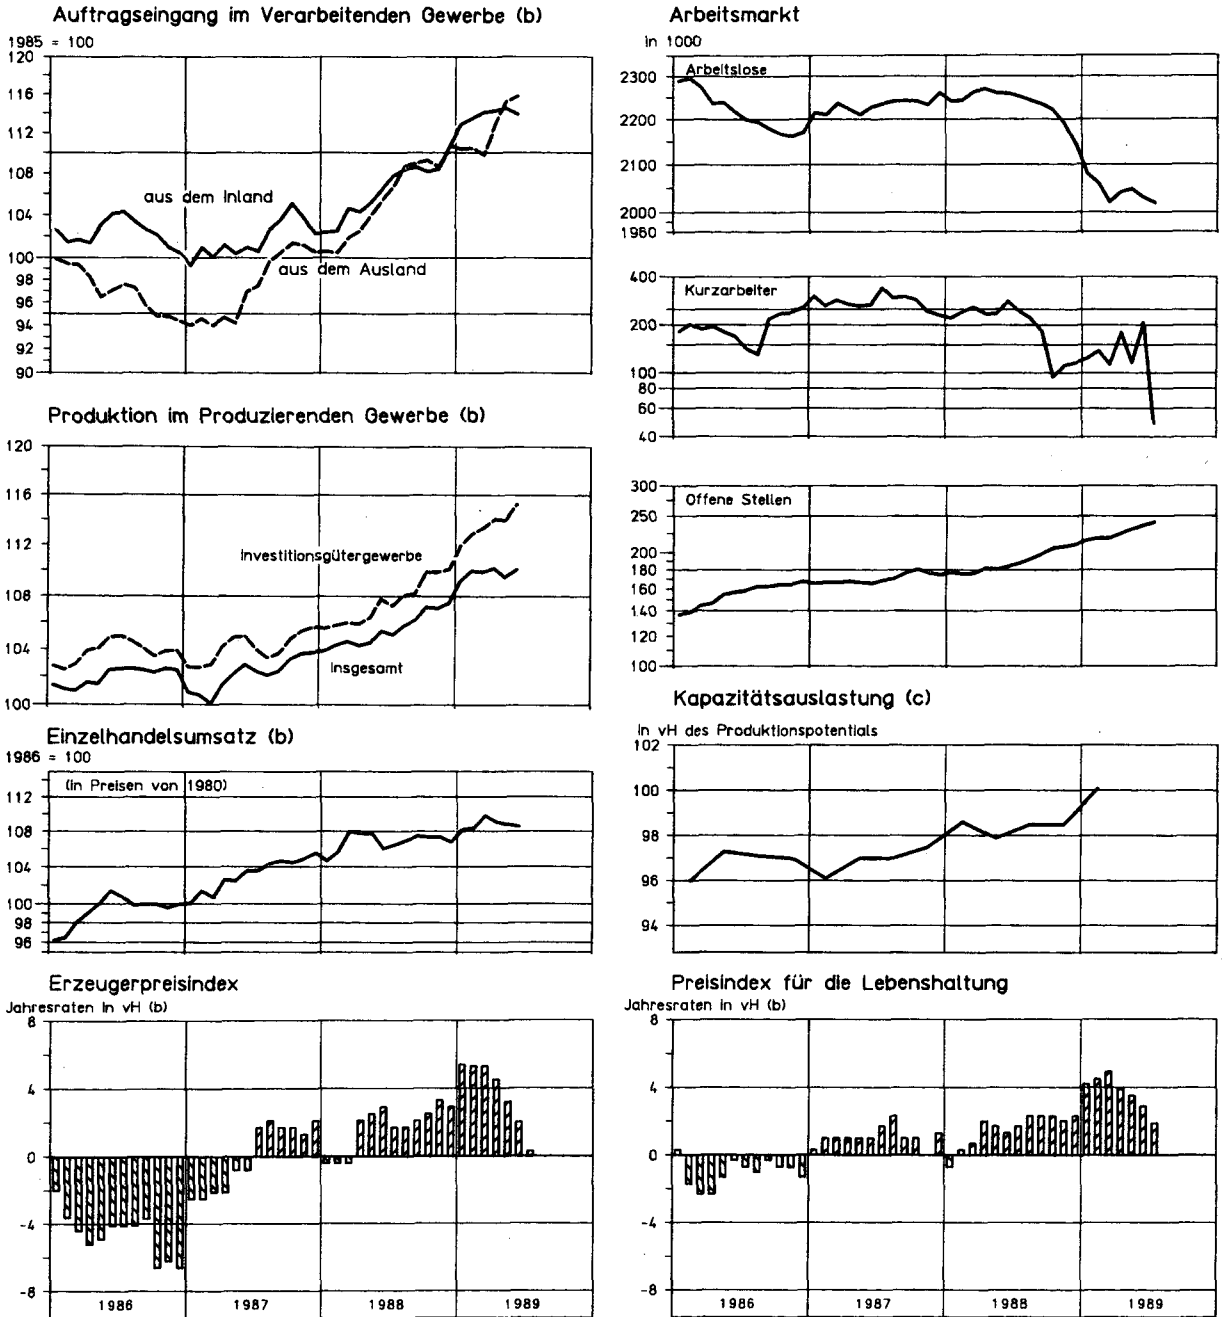 Auftragseingang im Verarbeitenden Gewerbe (b)
1985 = 100
120
116
112
108
104
100
98
96
94
92
90
aus dem Inland
aus dem Ausland
Produktion im Produzierenden Gewerbe (b)
120
116
112
108
104
100
Investitionsgütergewerbe
Insgesamt
Einzelhandelsumsatz (b)
1986 = 100
(In Preisen von 1980)
112
108
104
100
98
96
Erzeugerpreisindex
Jahresraten in vH (b)
8
4
0
-4
-8
1986 1987 1988 1989
Arbeitsmarkt
in 1000
Arbeitslose
2300
2200
2100
2000
1960
Kurzarbeiter
400
200
100
80
60
40
Offene Stellen
300
250
200
180
160
140
120
100
Kapazitätsauslastung (c)
in vH des Produktionspotentials
102
100
98
96
94
Preisindex für die Lebenshaltung
Jahresraten in vH (b)
8
4
0
-4
-8
1986 1987 1988 1989